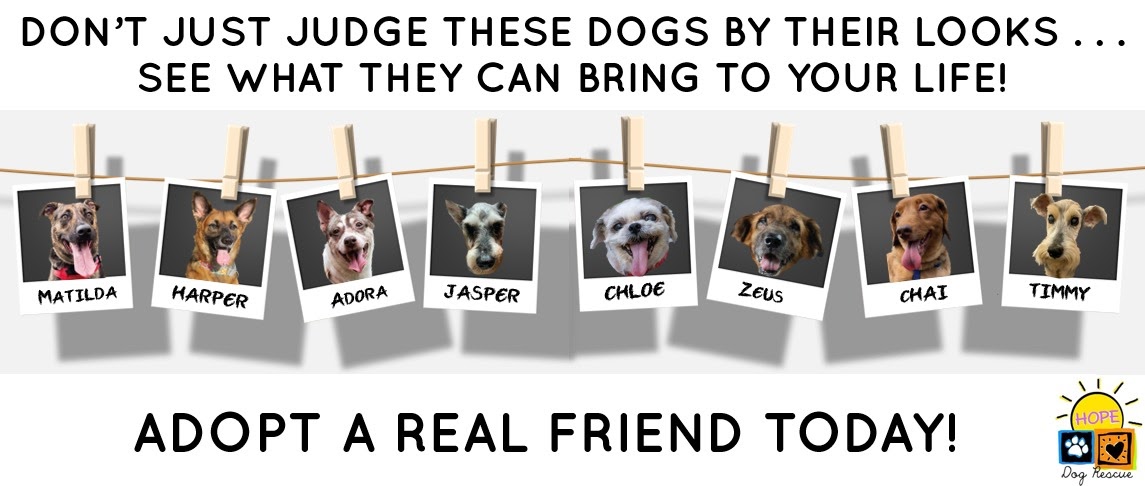 DON'T JUST JUDGE THESE DOGS BY THEIR LOOKS . . .
SEE WHAT THEY CAN BRING TO YOUR LIFE!
MATILDA
HARPER
ADORA
JASPER
CHLOE
ZEUS
CHAI
TIMMY
ADOPT A REAL FRIEND TODAY!
HOPE
Dog Rescue